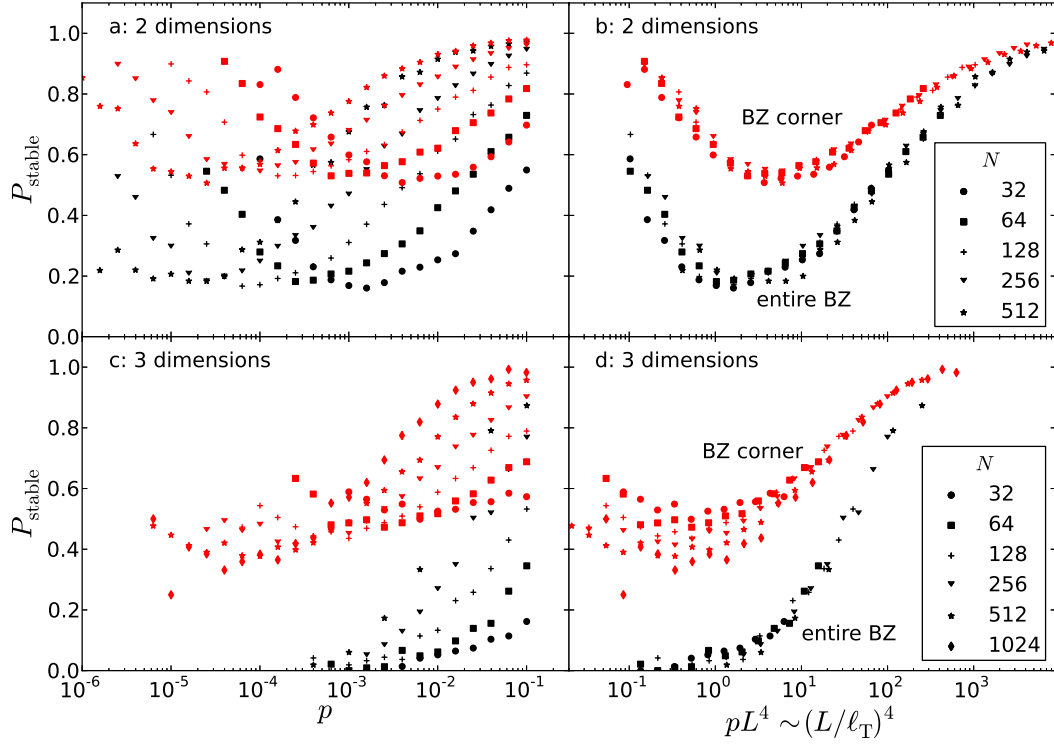 a: 2 dimensions
b: 2 dimensions
1.0
0.8
0.6
0.4
0.2
0.0
P_stable
BZ corner
entire BZ
N
32
64
128
256
512
c: 3 dimensions
d: 3 dimensions
1.0
0.8
0.6
0.4
0.2
0.0
P_stable
BZ corner
entire BZ
N
32
64
128
256
512
1024
10^-6 10^-5 10^-4 10^-3 10^-2 10^-1
p
10^-1 10^0 10^1 10^2 10^3
pL^4 ∼ (L/ℓ_T)^4